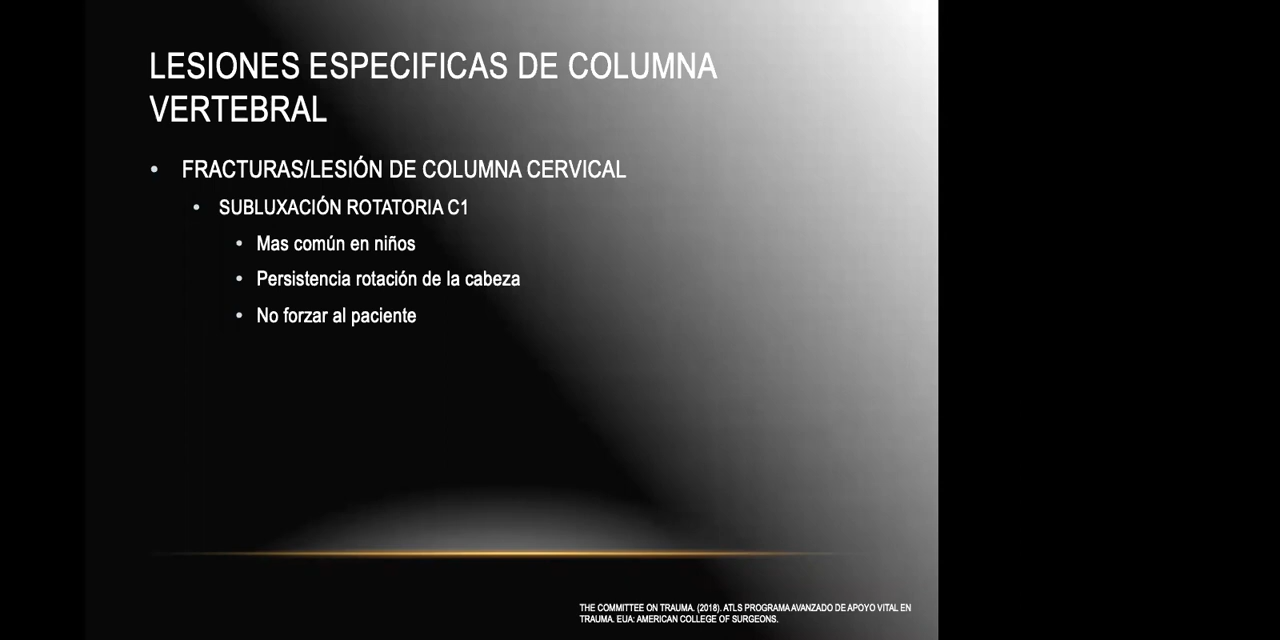 LESIONES ESPECIFICAS DE COLUMNA
VERTEBRAL
• FRACTURAS/LESIÓN DE COLUMNA CERVICAL
• SUBLUXACIÓN ROTATORIA C1
• Mas común en niños
• Persistencia rotación de la cabeza
• No forzar al paciente
THE COMMITTEE ON TRAUMA. (2018). ATLS PROGRAMA AVANZADO DE APOYO VITAL EN
TRAUMA. EUA: AMERICAN COLLEGE OF SURGEONS.